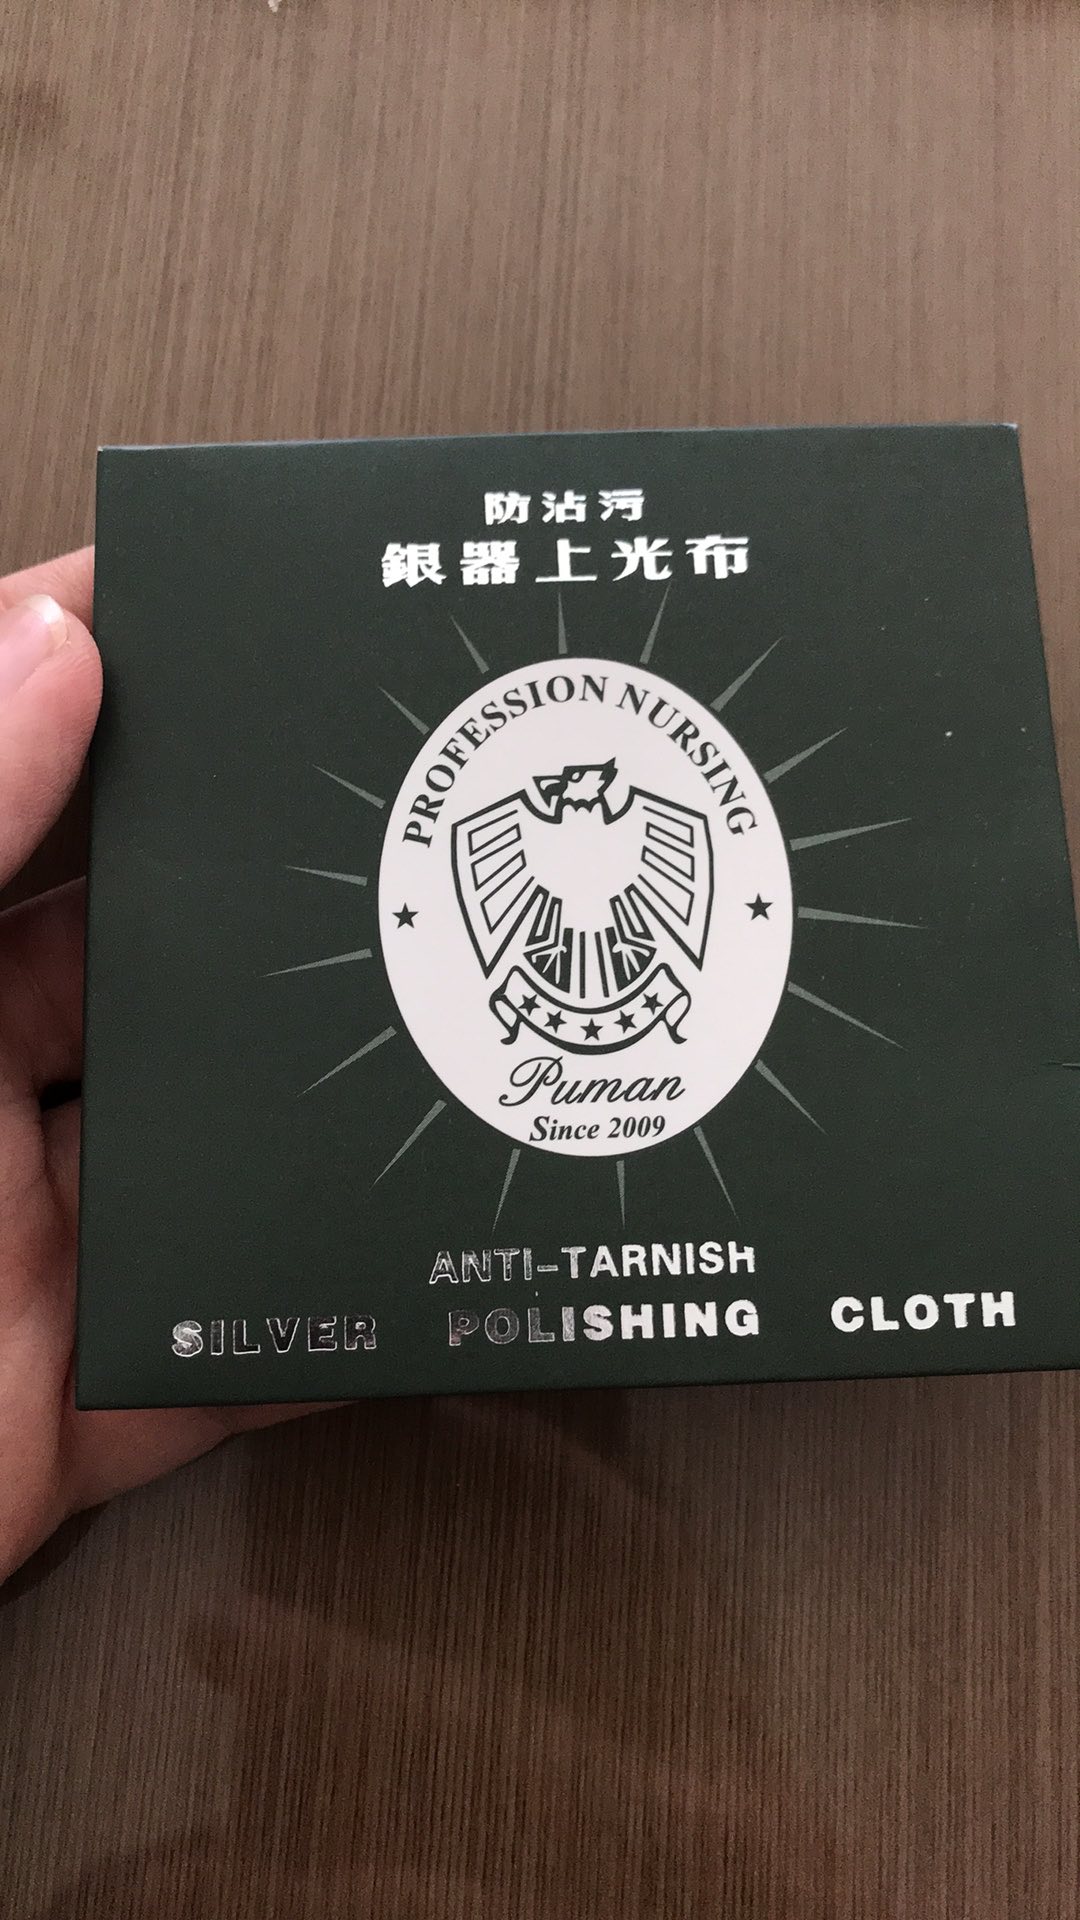 防沾污
銀器上光布
PROFESSION NURSING
Puman
Since 2009
ANTI-TARNISH
SILVER POLISHING CLOTH